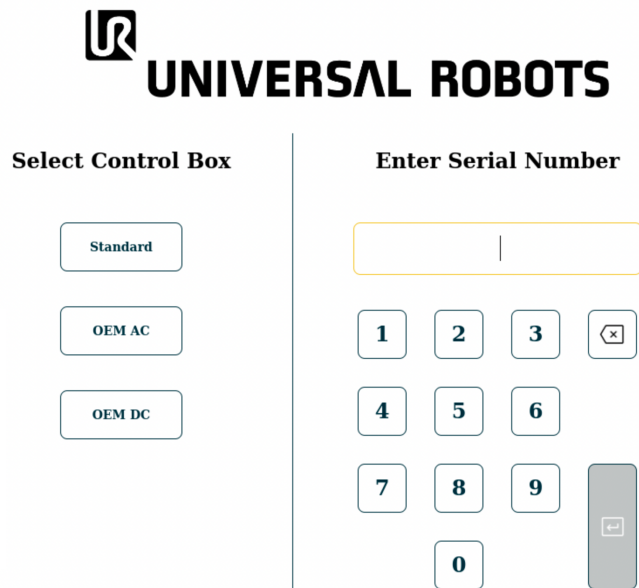 UR
UNIVERSAL ROBOTS
Select Control Box
Standard
OEM AC
OEM DC
Enter Serial Number
1 2 3
4 5 6
7 8 9
0